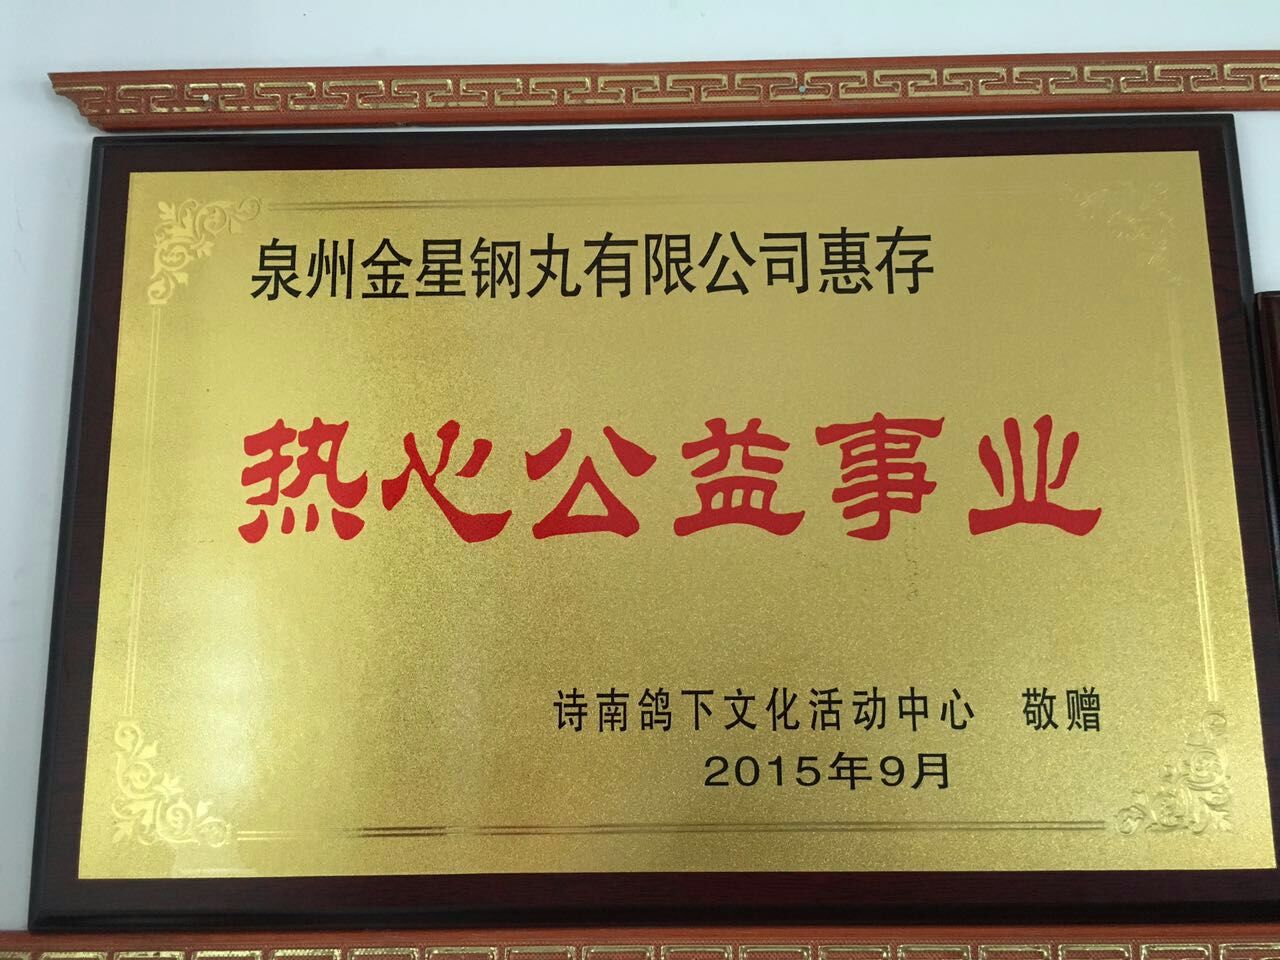 泉州金星钢丸有限公司惠存
热心公益事业
诗南鸽下文化活动中心 敬赠
2015年9月